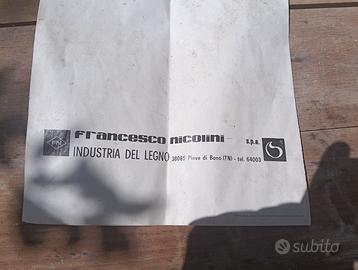 francesco nicolini s.p.a.
INDUSTRIA DEL LEGNO 38085 Pieve di Bono (TN) - tel. 64003
subito